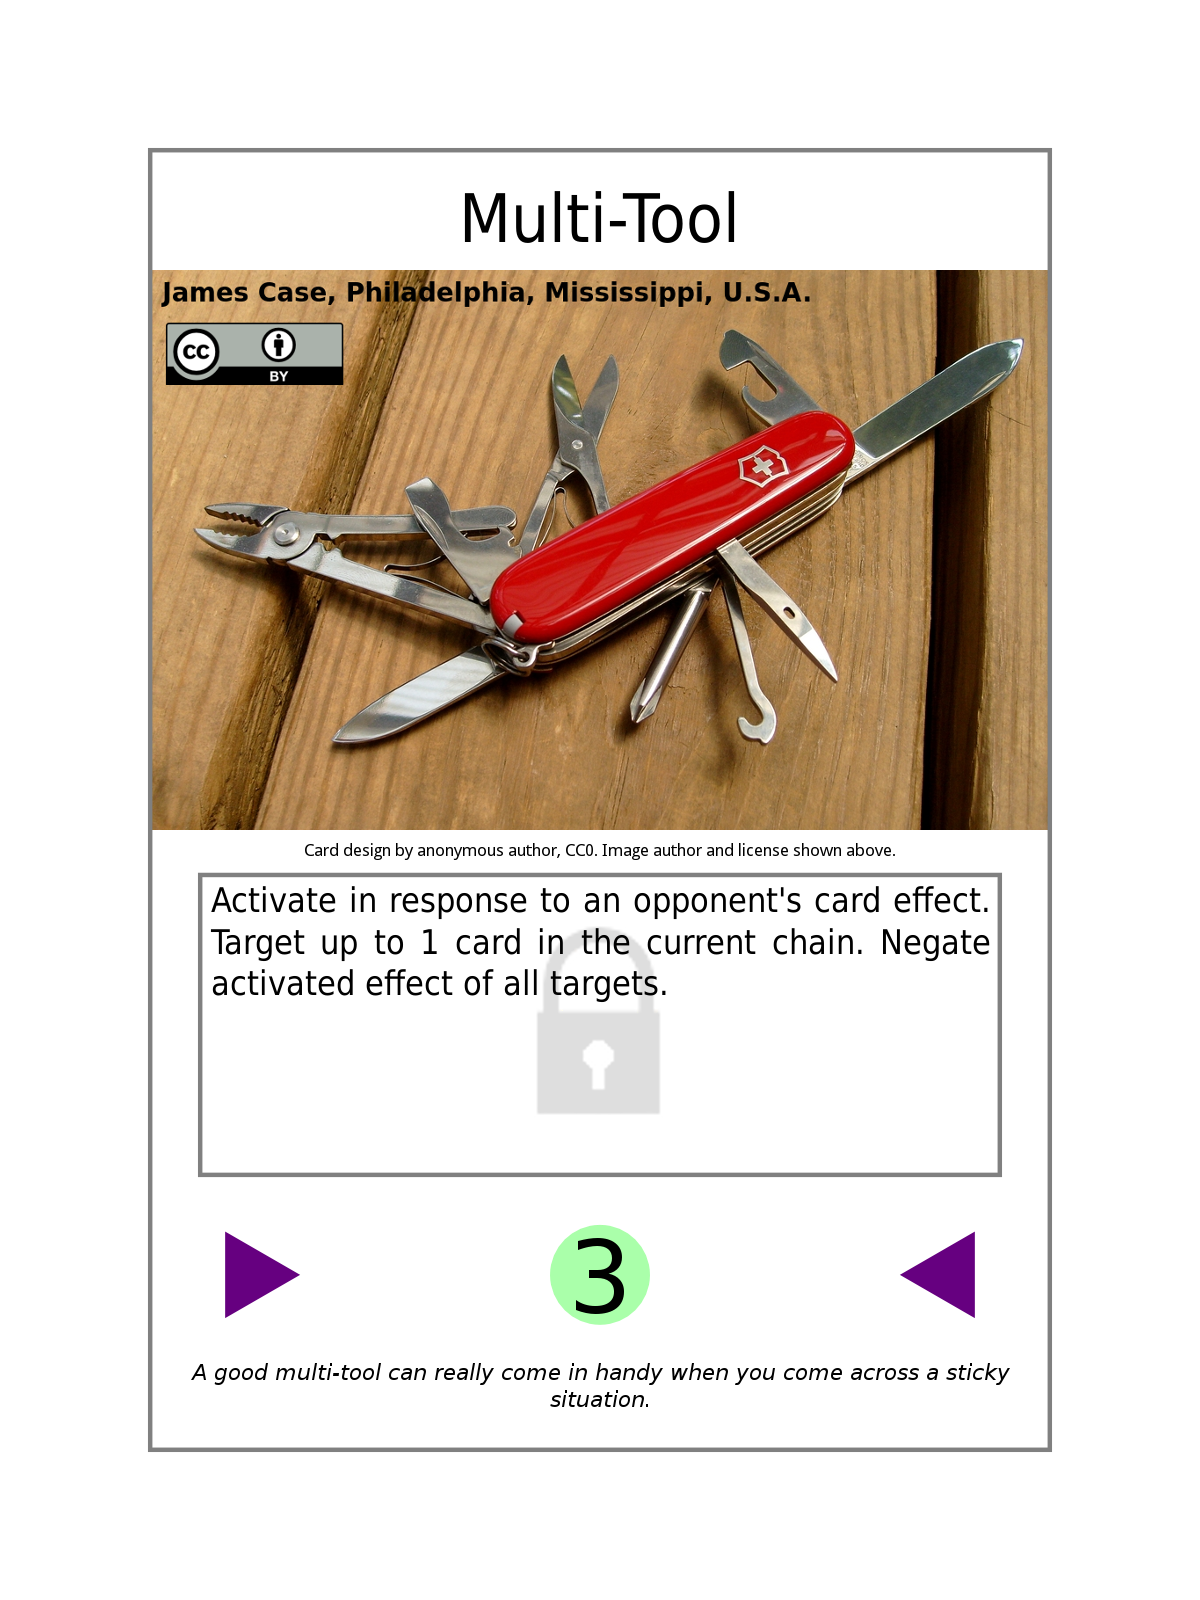 Multi-Tool
James Case, Philadelphia, Mississippi, U.S.A.
cc
BY
Card design by anonymous author, CC0. Image author and license shown above.
Activate in response to an opponent's card effect.
Target up to 1 card in the current chain. Negate
activated effect of all targets.
3
A good multi-tool can really come in handy when you come across a sticky
situation.